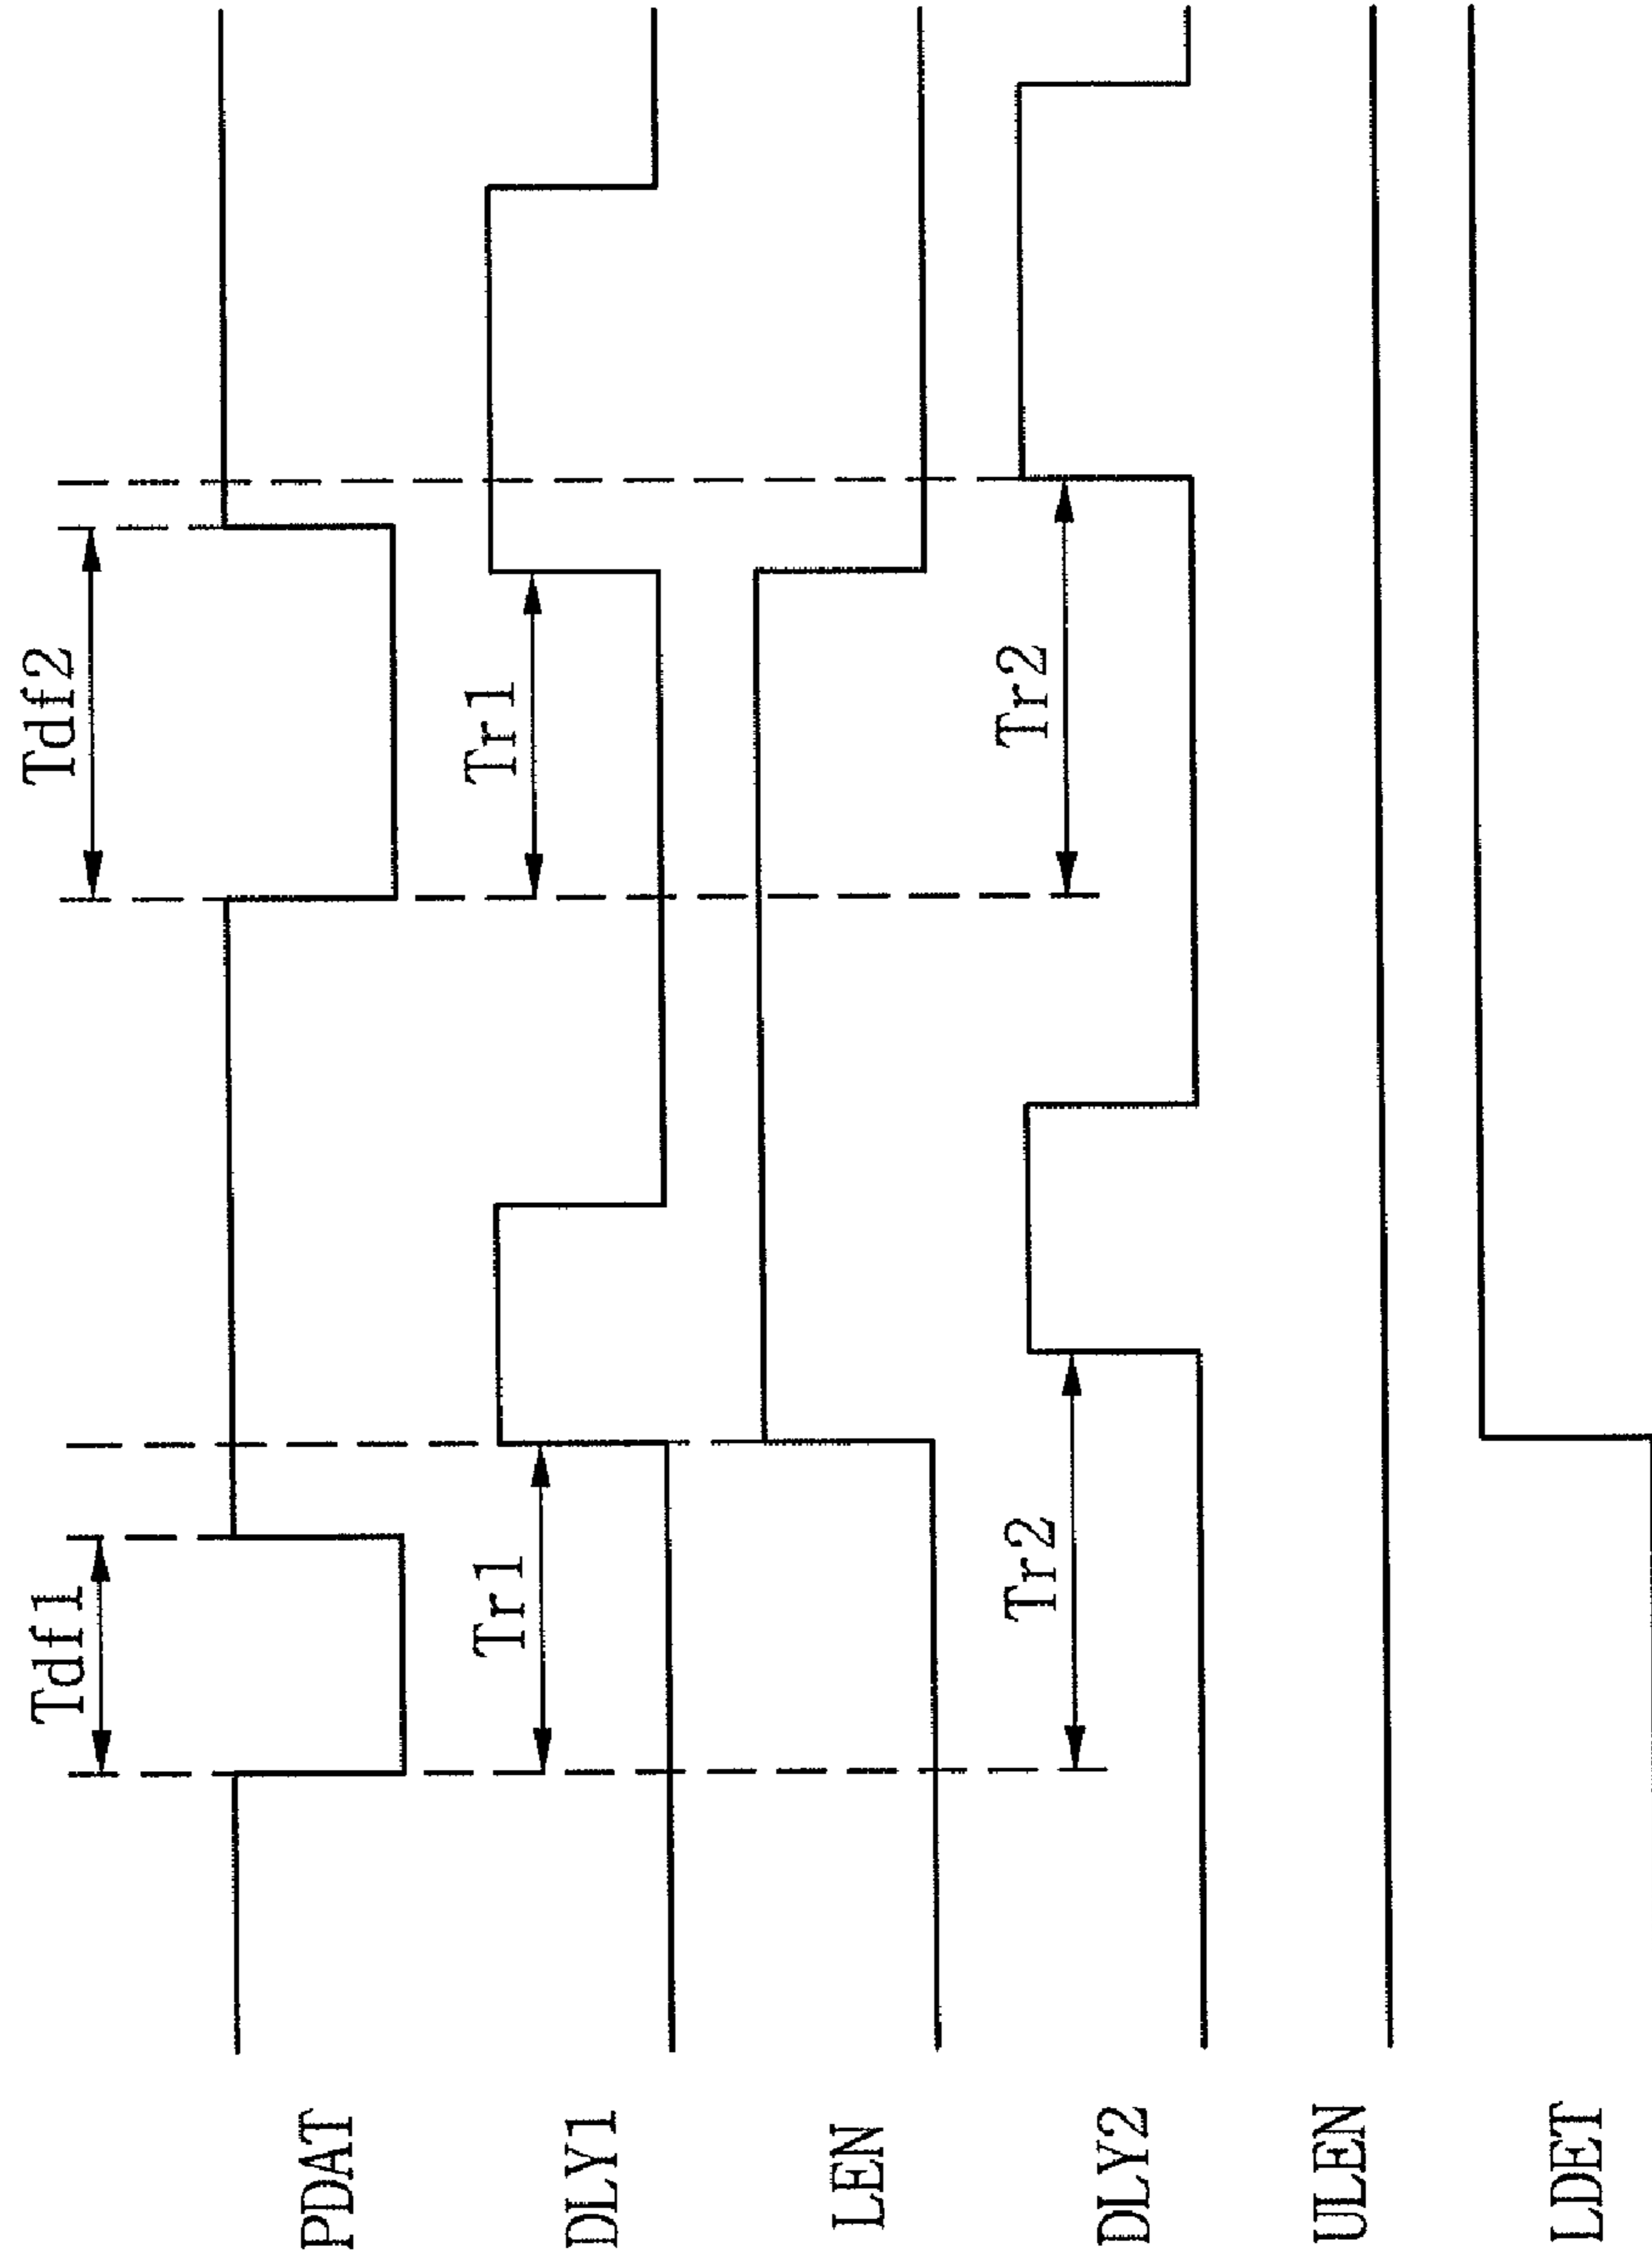 Tdf1
Tdf2
PDAT
Tr1
Tr1
DLY1
LEN
Tr2
Tr2
DLY2
ULEN
LDET